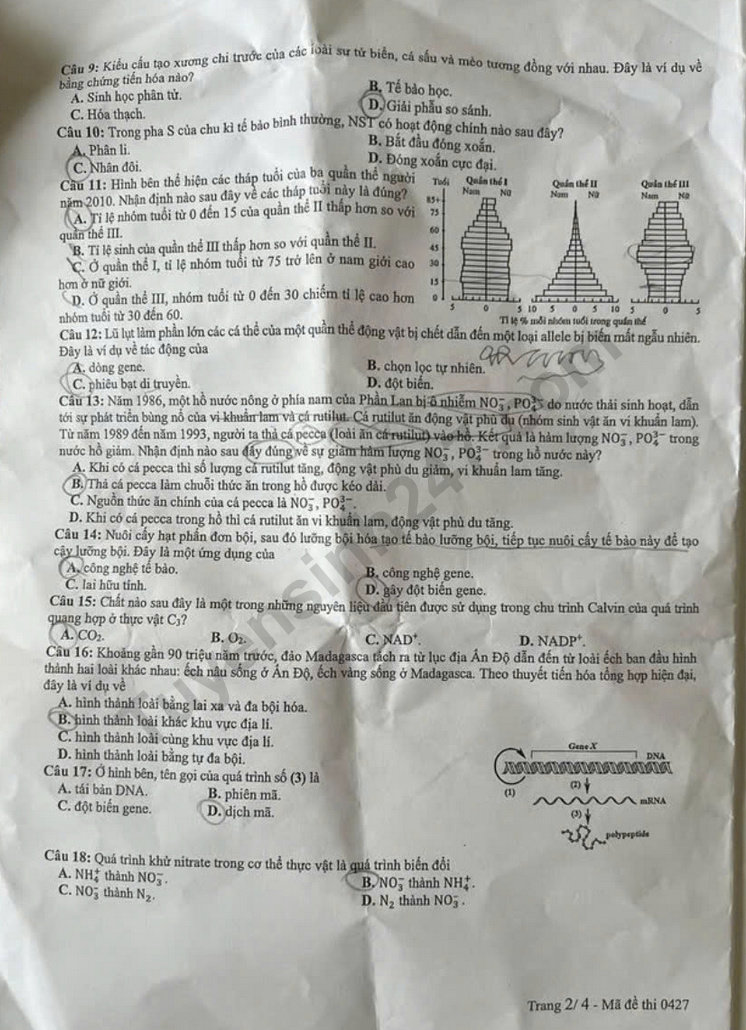 Câu 9: Kiểu cấu tạo xương chi trước của các loài sư tử biển, cá sấu và mèo tương đồng với nhau. Đây là ví dụ về
bằng chứng tiến hóa nào?
A. Sinh học phân tử. B. Tế bào học.
C. Hóa thạch. D. Giải phẫu so sánh.
Câu 10: Trong pha S của chu kì tế bào bình thường, NST có hoạt động chính nào sau đây?
A. Phân li. B. Bắt đầu đóng xoắn.
C. Nhân đôi. D. Đóng xoắn cực đại.
Câu 11: Hình bên thể hiện các tháp tuổi của ba quần thể người
năm 2010. Nhận định nào sau đây về các tháp tuổi này là đúng?
A. Tỉ lệ nhóm tuổi từ 0 đến 15 của quần thể II thấp hơn so với
quần thể III.
B. Tỉ lệ sinh của quần thể III thấp hơn so với quần thể II.
C. Ở quần thể I, tỉ lệ nhóm tuổi từ 75 trở lên ở nam giới cao
hơn ở nữ giới.
D. Ở quần thể III, nhóm tuổi từ 0 đến 30 chiếm tỉ lệ cao hơn
nhóm tuổi từ 30 đến 60.
Tuổi Quần thể I Quần thể II Quần thể III
Nam Nữ Nam Nữ Nam Nữ
85+
75
60
45
30
15
0
5 0 5 10 5 0 5 10 5 0 5
Tỉ lệ % mỗi nhóm tuổi trong quần thể
Câu 12: Lũ lụt làm phần lớn các cá thể của một quần thể động vật bị chết dẫn đến một loại allele bị biến mất ngẫu nhiên.
Đây là ví dụ về tác động của
A. dòng gene. B. chọn lọc tự nhiên.
C. phiêu bạt di truyền. D. đột biến.
Câu 13: Năm 1986, một hồ nước nông ở phía nam của Phần Lan bị ô nhiễm NO₃⁻, PO₄³⁻ do nước thải sinh hoạt, dẫn
tới sự phát triển bùng nổ của vi khuẩn lam và cá rutilut. Cá rutilut ăn động vật phù du (nhóm sinh vật ăn vi khuẩn lam).
Từ năm 1989 đến năm 1993, người ta thả cá pecca (loài ăn cá rutilut) vào hồ. Kết quả là hàm lượng NO₃⁻, PO₄³⁻ trong
nước hồ giảm. Nhận định nào sau đây đúng về sự giảm hàm lượng NO₃⁻, PO₄³⁻ trong hồ nước này?
A. Khi có cá pecca thì số lượng cá rutilut tăng, động vật phù du giảm, vi khuẩn lam tăng.
B. Thả cá pecca làm chuỗi thức ăn trong hồ được kéo dài.
C. Nguồn thức ăn chính của cá pecca là NO₃⁻, PO₄³⁻.
D. Khi có cá pecca trong hồ thì cá rutilut ăn vi khuẩn lam, động vật phù du tăng.
Câu 14: Nuôi cấy hạt phấn đơn bội, sau đó lưỡng bội hóa tạo tế bào lưỡng bội, tiếp tục nuôi cấy tế bào này để tạo
cây lưỡng bội. Đây là một ứng dụng của
A. công nghệ tế bào. B. công nghệ gene.
C. lai hữu tính. D. gây đột biến gene.
Câu 15: Chất nào sau đây là một trong những nguyên liệu đầu tiên được sử dụng trong chu trình Calvin của quá trình
quang hợp ở thực vật C₃?
A. CO₂. B. O₂. C. NAD⁺. D. NADP⁺.
Câu 16: Khoảng gần 90 triệu năm trước, đảo Madagasca tách ra từ lục địa Ấn Độ dẫn đến từ loài ếch ban đầu hình
thành hai loài khác nhau: ếch nâu sống ở Ấn Độ, ếch vàng sống ở Madagasca. Theo thuyết tiến hóa tổng hợp hiện đại,
đây là ví dụ về
A. hình thành loài bằng lai xa và đa bội hóa.
B. hình thành loài khác khu vực địa lí.
C. hình thành loài cùng khu vực địa lí.
D. hình thành loài bằng tự đa bội.
Câu 17: Ở hình bên, tên gọi của quá trình số (3) là
A. tái bản DNA. B. phiên mã.
C. đột biến gene. D. dịch mã.
Gene X
DNA
(1) (2)
mRNA
(3)
polypeptide
Câu 18: Quá trình khử nitrate trong cơ thể thực vật là quá trình biến đổi
A. NH₄⁺ thành NO₃⁻. B. NO₃⁻ thành NH₄⁺.
C. NO₃⁻ thành N₂. D. N₂ thành NO₃⁻.
tuyensinh247.com
Trang 2/ 4 - Mã đề thi 0427